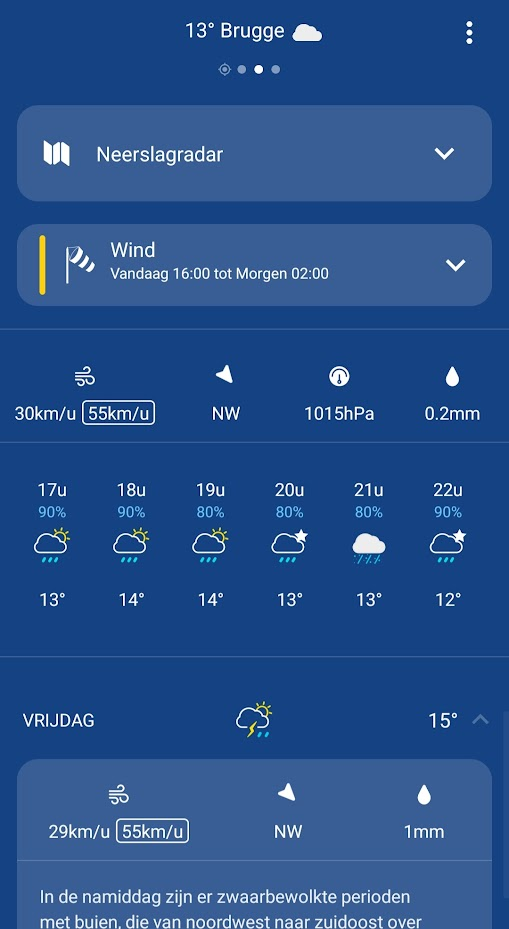 13° Brugge
Neerslagradar
Wind
Vandaag 16:00 tot Morgen 02:00
30km/u 55km/u NW 1015hPa 0.2mm
17u 18u 19u 20u 21u 22u
90% 90% 80% 80% 80% 90%
13° 14° 14° 13° 13° 12°
VRIJDAG 15°
29km/u 55km/u NW 1mm
In de namiddag zijn er zwaarbewolkte perioden
met buien, die van noordwest naar zuidoost over